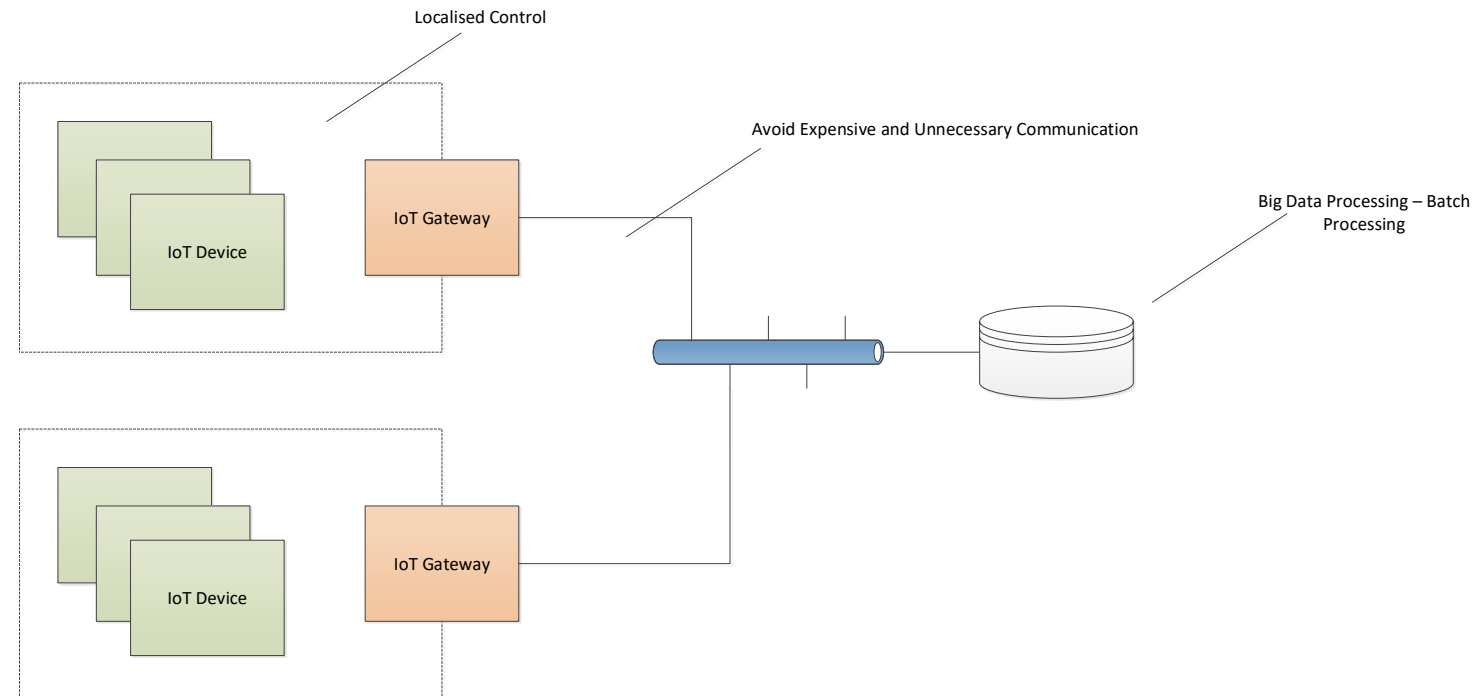 Localised Control
Avoid Expensive and Unnecessary Communication
IoT Gateway
Big Data Processing – Batch
Processing
IoT Device
IoT Gateway
IoT Device